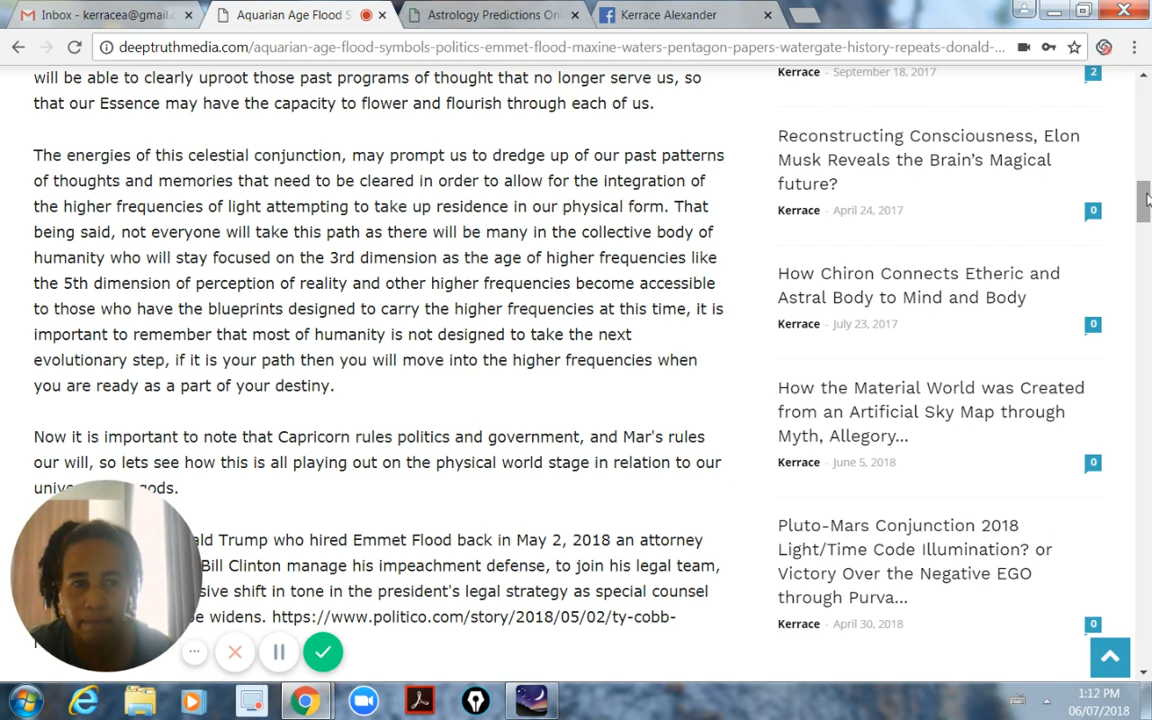 Inbox - kerracea@gmail.
Aquarian Age Flood S
Astrology Predictions On
Kerrace Alexander
deeptruthmedia.com/aquarian-age-flood-symbols-politics-emmet-flood-maxine-waters-pentagon-papers-watergate-history-repeats-donald-...
will be able to clearly uproot those past programs of thought that no longer serve us, so
that our Essence may have the capacity to flower and flourish through each of us.
The energies of this celestial conjunction, may prompt us to dredge up of our past patterns
of thoughts and memories that need to be cleared in order to allow for the integration of
the higher frequencies of light attempting to take up residence in our physical form. That
being said, not everyone will take this path as there will be many in the collective body of
humanity who will stay focused on the 3rd dimension as the age of higher frequencies like
the 5th dimension of perception of reality and other higher frequencies become accessible
to those who have the blueprints designed to carry the higher frequencies at this time, it is
important to remember that most of humanity is not designed to take the next
evolutionary step, if it is your path then you will move into the higher frequencies when
you are ready as a part of your destiny.
Now it is important to note that Capricorn rules politics and government, and Mar's rules
our will, so lets see how this is all playing out on the physical world stage in relation to our
gods.
ald Trump who hired Emmet Flood back in May 2, 2018 an attorney
Bill Clinton manage his impeachment defense, to join his legal team,
sive shift in tone in the president's legal strategy as special counsel
be widens. https://www.politico.com/story/2018/05/02/ty-cobb-
Kerrace - September 18, 2017
2
Reconstructing Consciousness, Elon
Musk Reveals the Brain's Magical
future?
Kerrace - April 24, 2017
0
How Chiron Connects Etheric and
Astral Body to Mind and Body
Kerrace - July 23, 2017
0
How the Material World was Created
from an Artificial Sky Map through
Myth, Allegory...
Kerrace - June 5, 2018
0
Pluto-Mars Conjunction 2018
Light/Time Code Illumination? or
Victory Over the Negative EGO
through Purva...
Kerrace - April 30, 2018
0
1:12 PM
06/07/2018